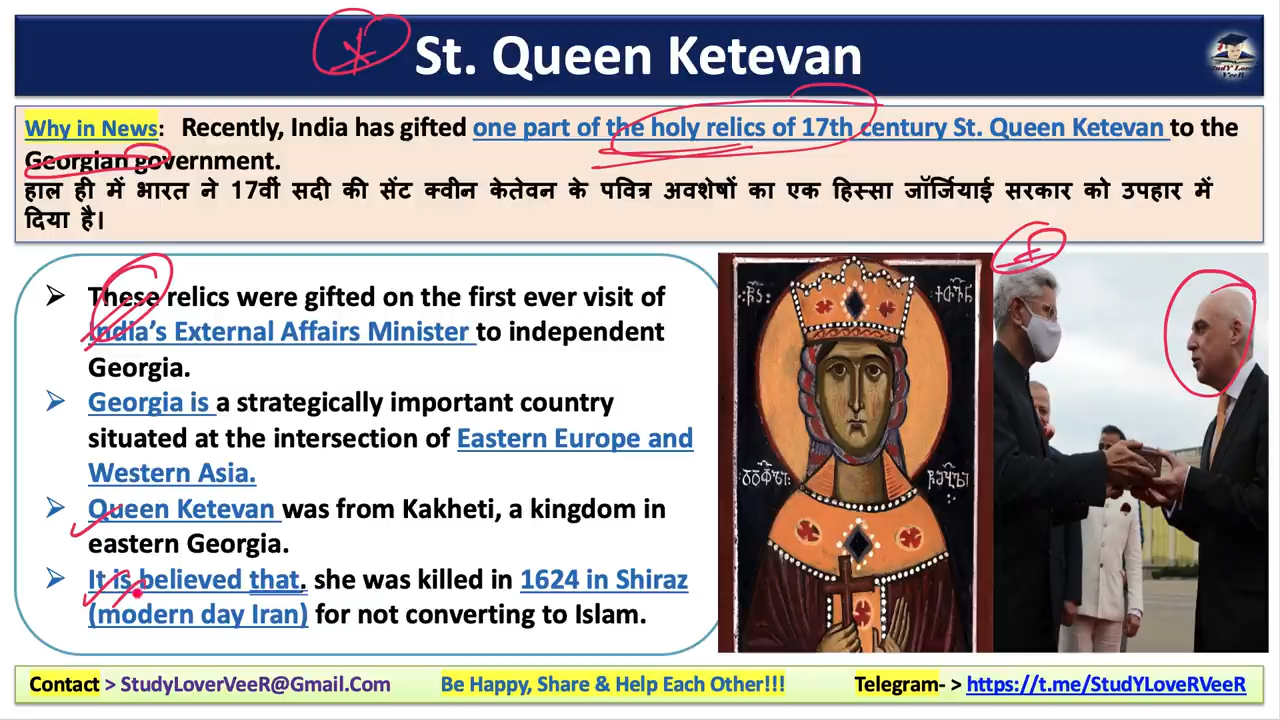 St. Queen Ketevan
StudY Love
VeeR
Why in News: Recently, India has gifted one part of the holy relics of 17th century St. Queen Ketevan to the
Georgian government.
हाल ही में भारत ने 17वीं सदी की सेंट क्वीन केतेवन के पवित्र अवशेषों का एक हिस्सा जॉर्जियाई सरकार को उपहार में
दिया है।
➢ These relics were gifted on the first ever visit of
India’s External Affairs Minister to independent
Georgia.
➢ Georgia is a strategically important country
situated at the intersection of Eastern Europe and
Western Asia.
➢ Queen Ketevan was from Kakheti, a kingdom in
eastern Georgia.
➢ It is believed that. she was killed in 1624 in Shiraz
(modern day Iran) for not converting to Islam.
Contact > StudyLoverVeeR@Gmail.Com
Be Happy, Share & Help Each Other!!!
Telegram- > https://t.me/StudYLoveRVeeR